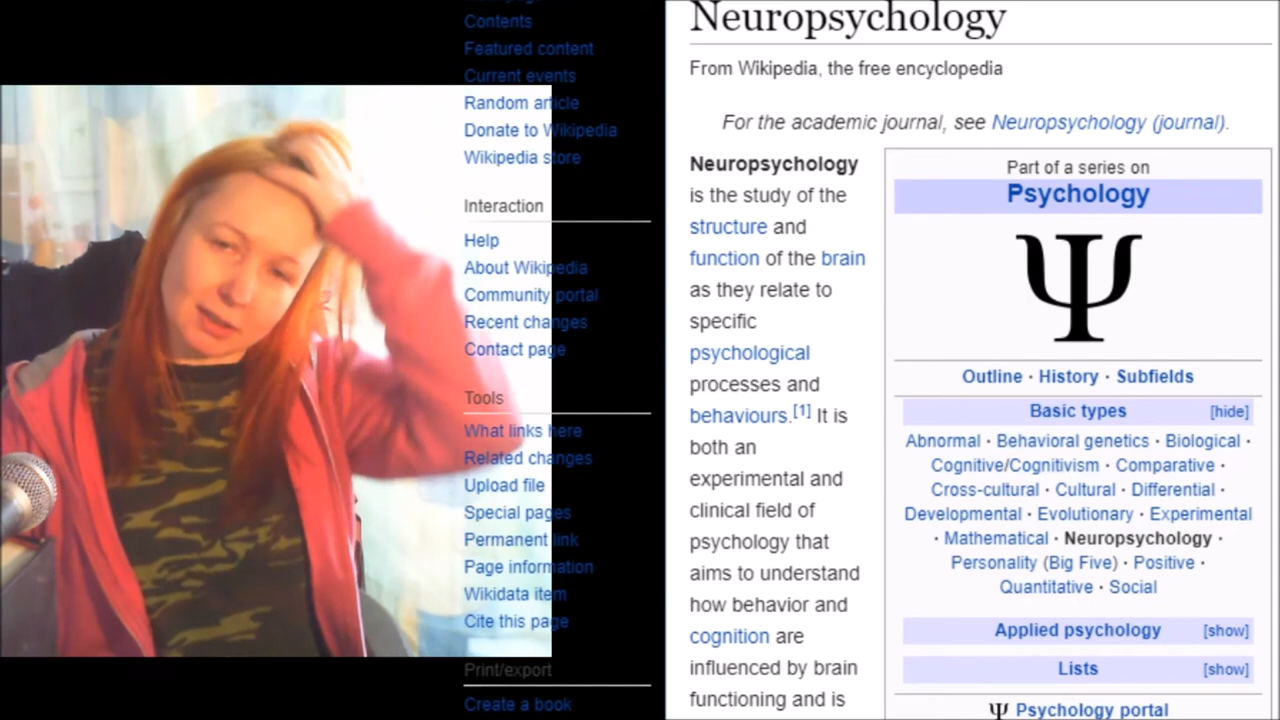 Contents
Featured content
Current events
Random article
Donate to Wikipedia
Wikipedia store
Interaction
Help
About Wikipedia
Community portal
Recent changes
Contact page
Tools
What links here
Related changes
Upload file
Special pages
Permanent link
Page information
Wikidata item
Cite this page
Print/export
Create a book
Neuropsychology
From Wikipedia, the free encyclopedia
For the academic journal, see Neuropsychology (journal).
Neuropsychology
is the study of the
structure and
function of the brain
as they relate to
specific
psychological
processes and
behaviours.[1] It is
both an
experimental and
clinical field of
psychology that
aims to understand
how behavior and
cognition are
influenced by brain
functioning and is
Part of a series on
Psychology
Ψ
Outline · History · Subfields
Basic types [hide]
Abnormal · Behavioral genetics · Biological ·
Cognitive/Cognitivism · Comparative ·
Cross-cultural · Cultural · Differential ·
Developmental · Evolutionary · Experimental
· Mathematical · Neuropsychology ·
Personality (Big Five) · Positive ·
Quantitative · Social
Applied psychology [show]
Lists [show]
Ψ Psychology portal